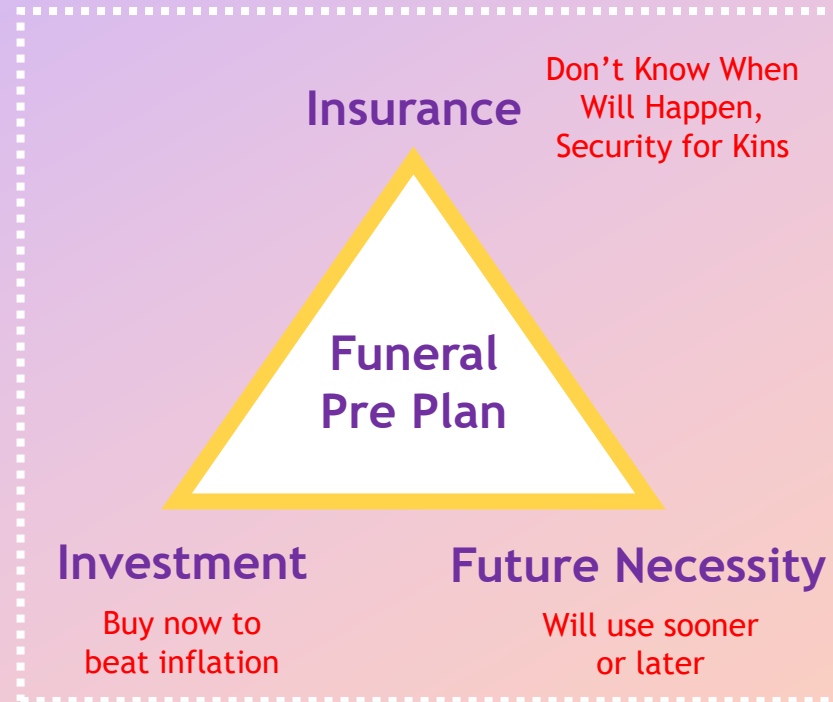 Insurance
Don’t Know When
Will Happen,
Security for Kins
Funeral
Pre Plan
Investment
Buy now to
beat inflation
Future Necessity
Will use sooner
or later